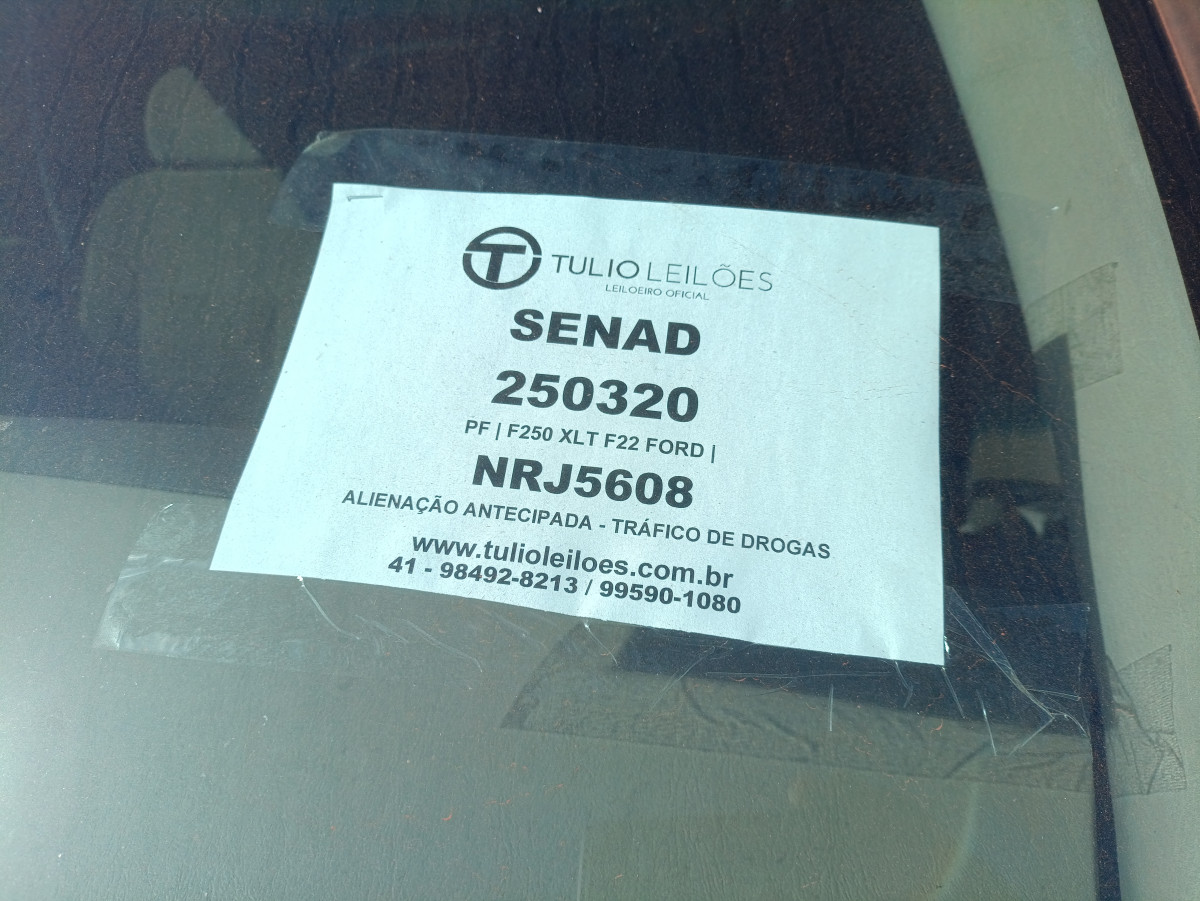 TULIO LEILÕES
LEILOEIRO OFICIAL
SENAD
250320
PF | F250 XLT F22 FORD |
NRJ5608
ALIENAÇÃO ANTECIPADA - TRÁFICO DE DROGAS
www.tulioleiloes.com.br
41 - 98492-8213 / 99590-1080